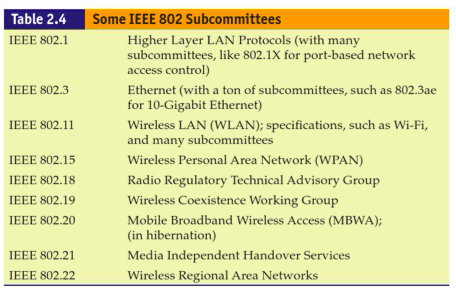 Table 2.4 Some IEEE 802 Subcommittees
IEEE 802.1 Higher Layer LAN Protocols (with many
subcommittees, like 802.1X for port-based network
access control)
IEEE 802.3 Ethernet (with a ton of subcommittees, such as 802.3ae
for 10-Gigabit Ethernet)
IEEE 802.11 Wireless LAN (WLAN); specifications, such as Wi-Fi,
and many subcommittees
IEEE 802.15 Wireless Personal Area Network (WPAN)
IEEE 802.18 Radio Regulatory Technical Advisory Group
IEEE 802.19 Wireless Coexistence Working Group
IEEE 802.20 Mobile Broadband Wireless Access (MBWA);
(in hibernation)
IEEE 802.21 Media Independent Handover Services
IEEE 802.22 Wireless Regional Area Networks